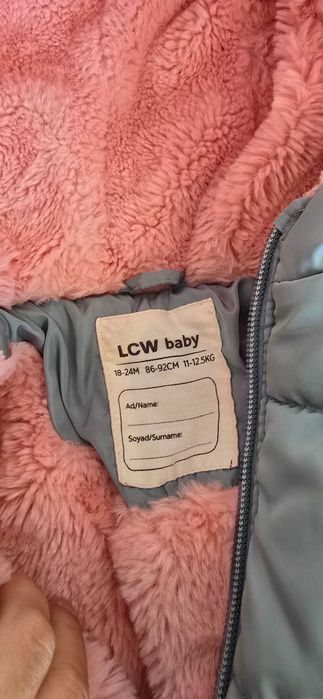 LCW baby
18-24M 86-92CM 11-12.5KG
Ad/Name:
Soyad/Surname: